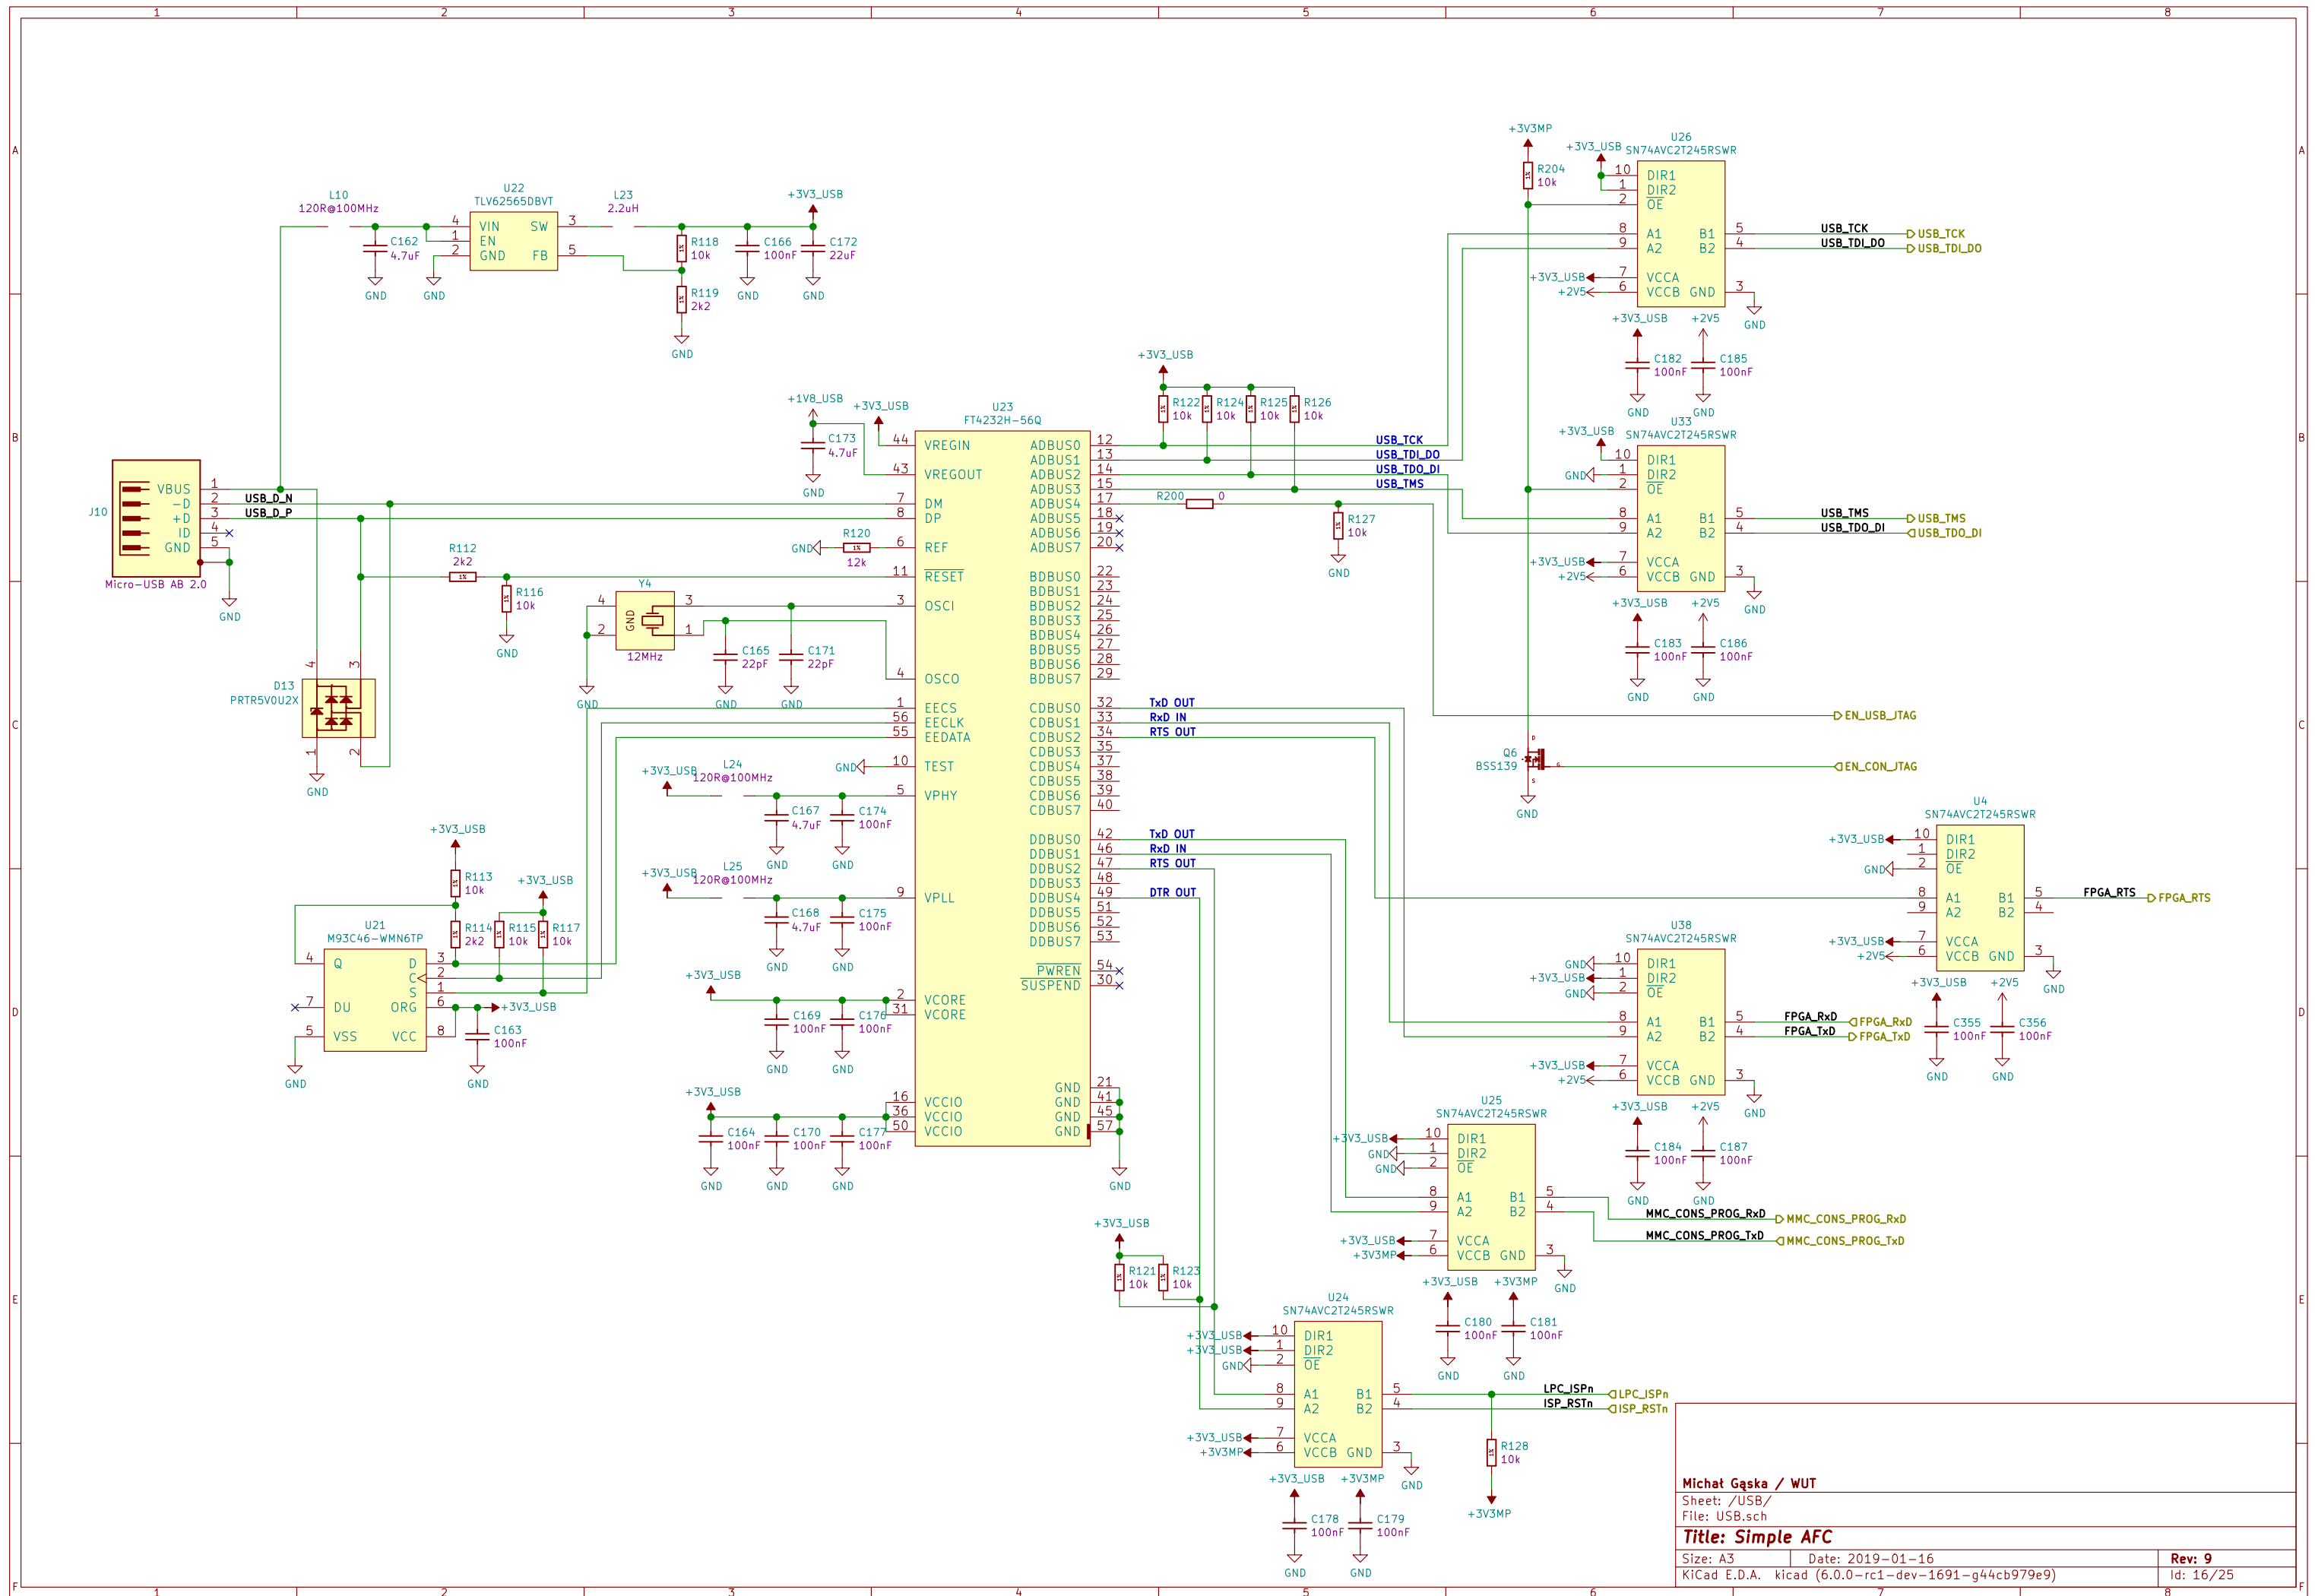 1 2 3 4 5 6 7 8
A A
B B
C C
D D
E E
F F
L10
120R@100MHz
C162
4.7uF
GND
U22
TLV62565DBVT
4 VIN SW 3
1 EN
2 GND FB 5
GND
L23
2.2uH
R118
10k
R119
2k2
GND
C166
100nF
GND
+3V3_USB
C172
22uF
GND
J10
VBUS 1
-D 2
+D 3
ID 4
GND 5
Micro-USB AB 2.0
USB_D_N
USB_D_P
GND
R112
2k2
R116
10k
GND
D13
PRTR5V0U2X
4 3
1 2
GND
Y4
GND
4 3
2 1
12MHz
GND
C165
22pF
GND
C171
22pF
GND
+1V8_USB
C173
4.7uF
GND
+3V3_USB
GND
R120
12k
U23
FT4232H-56Q
44 VREGIN
43 VREGOUT
7 DM
8 DP
6 REF
11 RESET
3 OSCI
4 OSCO
1 EECS
56 EECLK
55 EEDATA
10 TEST
5 VPHY
9 VPLL
2 VCORE
31 VCORE
16 VCCIO
36 VCCIO
50 VCCIO
ADBUS0 12
ADBUS1 13
ADBUS2 14
ADBUS3 15
ADBUS4 17
ADBUS5 18
ADBUS6 19
ADBUS7 20
BDBUS0 22
BDBUS1 23
BDBUS2 24
BDBUS3 25
BDBUS4 26
BDBUS5 27
BDBUS6 28
BDBUS7 29
CDBUS0 32
CDBUS1 33
CDBUS2 34
CDBUS3 35
CDBUS4 37
CDBUS5 38
CDBUS6 39
CDBUS7 40
DDBUS0 42
DDBUS1 46
DDBUS2 47
DDBUS3 48
DDBUS4 49
DDBUS5 51
DDBUS6 52
DDBUS7 53
PWREN 54
SUSPEND 30
GND 21
GND 41
GND 45
GND 57
GND
GND
+3V3_USB
L24
120R@100MHz
C167
4.7uF
GND
C174
100nF
GND
+3V3_USB
L25
120R@100MHz
C168
4.7uF
GND
C175
100nF
GND
+3V3_USB
C169
100nF
GND
C176
100nF
GND
+3V3_USB
C164
100nF
GND
C170
100nF
GND
C177
100nF
GND
+3V3_USB
R113
10k
R114
2k2
+3V3_USB
R115
10k
R117
10k
U21
M93C46-WMN6TP
4 Q D 3
C 2
S 1
7 DU ORG 6
5 VSS VCC 8
+3V3_USB
C163
100nF
GND
GND
+3V3_USB
R122
10k
R124
10k
R125
10k
R126
10k
USB_TCK
USB_TDI_DO
USB_TDO_DI
USB_TMS
R200
0
R127
10k
GND
TxD OUT
RxD IN
RTS OUT
TxD OUT
RxD IN
RTS OUT
DTR OUT
+3V3MP
R204
10k
+3V3_USB
U26
SN74AVC2T245RSWR
10 DIR1
1 DIR2
2 OE
8 A1 B1 5
9 A2 B2 4
7 VCCA
6 VCCB GND 3
+3V3_USB
+2V5
GND
USB_TCK
USB_TDI_DO
USB_TCK
USB_TDI_DO
+3V3_USB
C182
100nF
GND
+2V5
C185
100nF
GND
+3V3_USB
U33
SN74AVC2T245RSWR
10 DIR1
GND 1 DIR2
2 OE
8 A1 B1 5
9 A2 B2 4
7 VCCA
6 VCCB GND 3
+3V3_USB
+2V5
GND
USB_TMS
USB_TDO_DI
USB_TMS
USB_TDO_DI
+3V3_USB
C183
100nF
GND
+2V5
C186
100nF
GND
EN_USB_JTAG
Q6
BSS139
D
G
S
GND
EN_CON_JTAG
U4
SN74AVC2T245RSWR
+3V3_USB 10 DIR1
1 DIR2
GND 2 OE
8 A1 B1 5
9 A2 B2 4
+3V3_USB 7 VCCA
+2V5 6 VCCB GND 3
GND
FPGA_RTS
FPGA_RTS
+3V3_USB
C355
100nF
GND
+2V5
C356
100nF
GND
U38
SN74AVC2T245RSWR
GND 10 DIR1
+3V3_USB 1 DIR2
GND 2 OE
8 A1 B1 5
9 A2 B2 4
+3V3_USB 7 VCCA
+2V5 6 VCCB GND 3
GND
FPGA_RxD
FPGA_TxD
FPGA_RxD
FPGA_TxD
+3V3_USB
C184
100nF
GND
+2V5
C187
100nF
GND
U25
SN74AVC2T245RSWR
+3V3_USB 10 DIR1
GND 1 DIR2
GND 2 OE
8 A1 B1 5
9 A2 B2 4
+3V3_USB 7 VCCA
+3V3MP 6 VCCB GND 3
GND
MMC_CONS_PROG_RxD
MMC_CONS_PROG_TxD
MMC_CONS_PROG_RxD
MMC_CONS_PROG_TxD
+3V3_USB
C180
100nF
GND
+3V3MP
C181
100nF
GND
+3V3_USB
R121
10k
R123
10k
U24
SN74AVC2T245RSWR
+3V3_USB 10 DIR1
+3V3_USB 1 DIR2
GND 2 OE
8 A1 B1 5
9 A2 B2 4
+3V3_USB 7 VCCA
+3V3MP 6 VCCB GND 3
GND
LPC_ISPn
ISP_RSTn
LPC_ISPn
ISP_RSTn
R128
10k
+3V3MP
+3V3_USB
C178
100nF
GND
+3V3MP
C179
100nF
GND
Michał Gąska / WUT
Sheet: /USB/
File: USB.sch
Title: Simple AFC
Size: A3 Date: 2019-01-16 Rev: 9
KiCad E.D.A. kicad (6.0.0-rc1-dev-1691-g44cb979e9) Id: 16/25
1 2 3 4 5 6 7 8